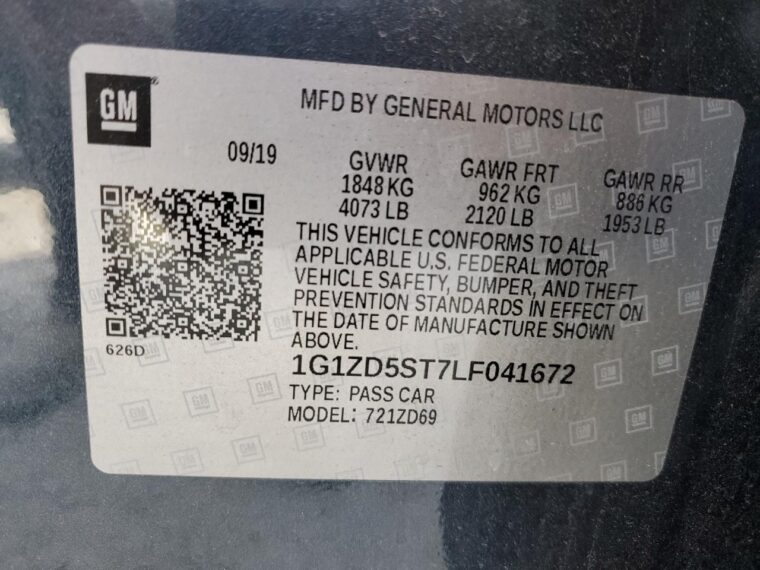 GM
MFD BY GENERAL MOTORS LLC
09/19
GVWR
1848 KG
4073 LB
GAWR FRT
962 KG
2120 LB
GAWR RR
886 KG
1953 LB
THIS VEHICLE CONFORMS TO ALL
APPLICABLE U.S. FEDERAL MOTOR
VEHICLE SAFETY, BUMPER, AND THEFT
PREVENTION STANDARDS IN EFFECT ON
THE DATE OF MANUFACTURE SHOWN
ABOVE.
626D
1G1ZD5ST7LF041672
TYPE: PASS CAR
MODEL: 721ZD69